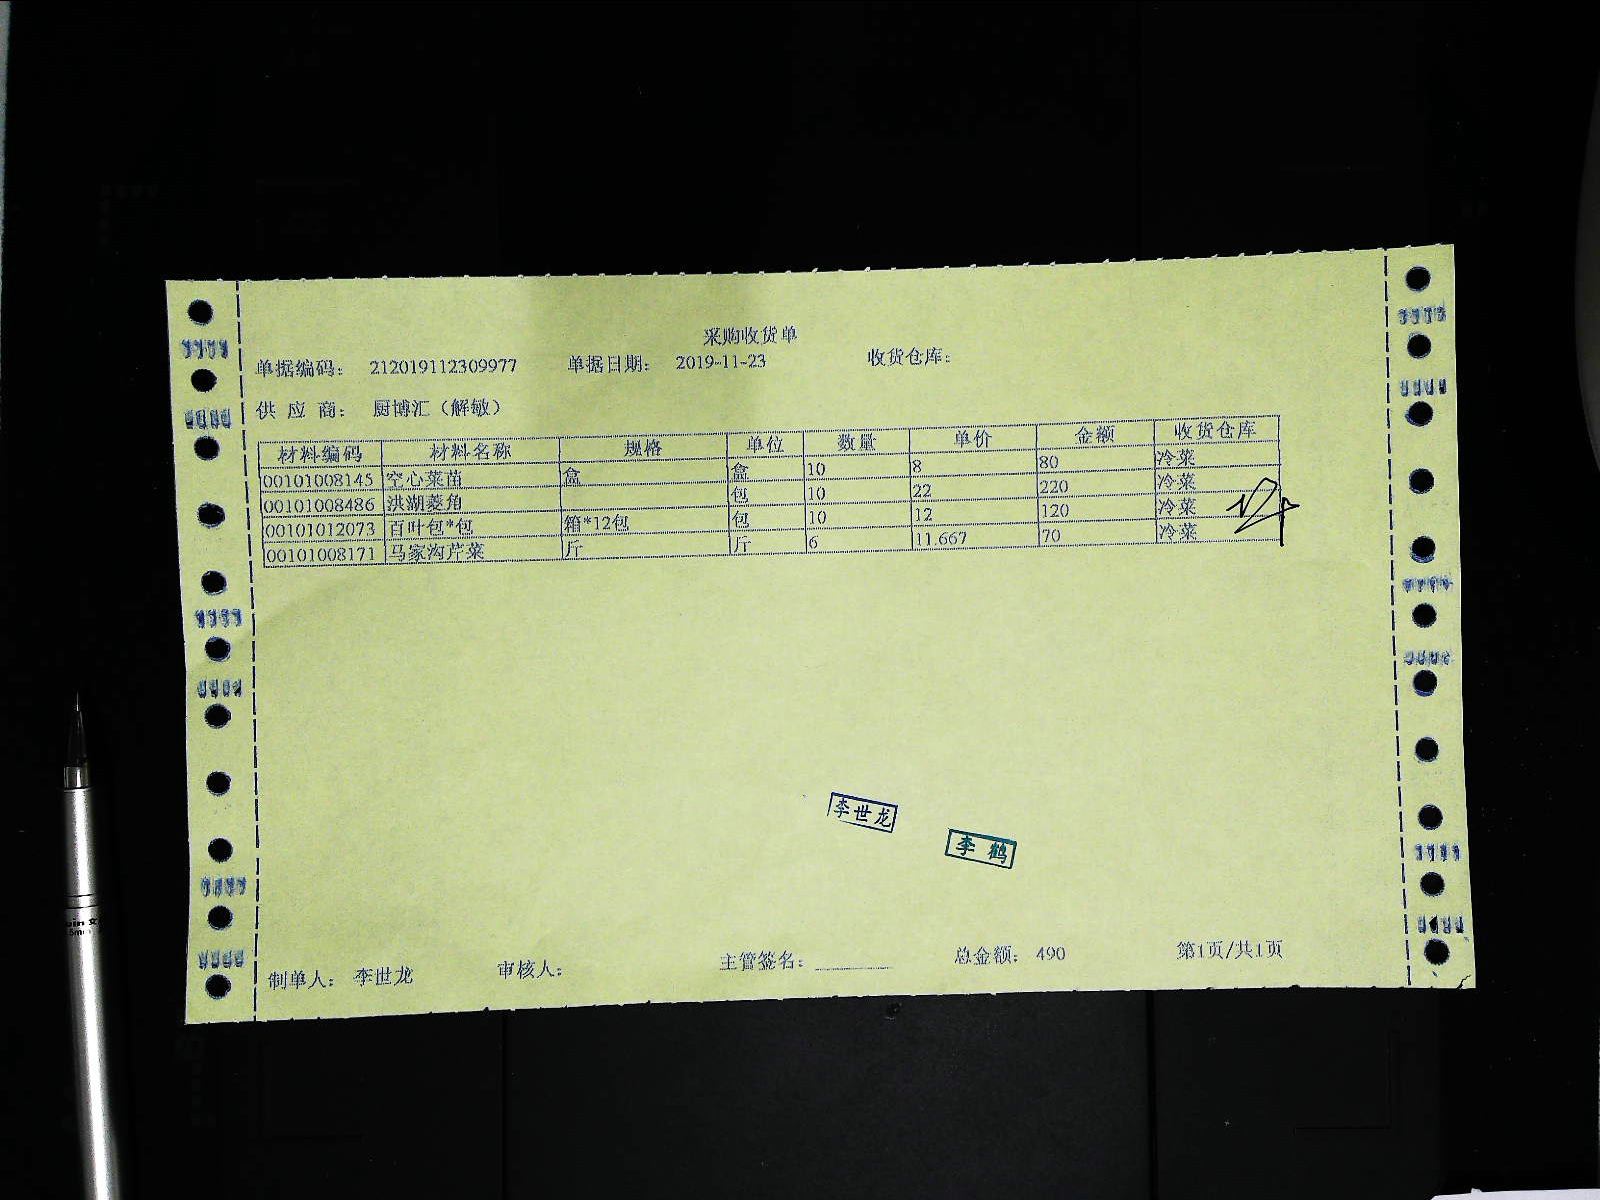 采购收货单
单据编码： 212019112309977 单据日期： 2019-11-23 收货仓库：
供 应 商： 厨博汇（解敏）
材料编码 材料名称 规格 单位 数量 单价 金额 收货仓库
00101008145 空心菜苗 盒 盒 10 8 80 冷菜
00101008486 洪湖菱角 包 10 22 220 冷菜
00101012073 百叶包*包 箱*12包 包 10 12 120 冷菜
00101008171 马家沟芹菜 斤 斤 6 11.667 70 冷菜
李世龙
李鹤
制单人： 李世龙 审核人： 主管签名： 总金额： 490 第1页/共1页